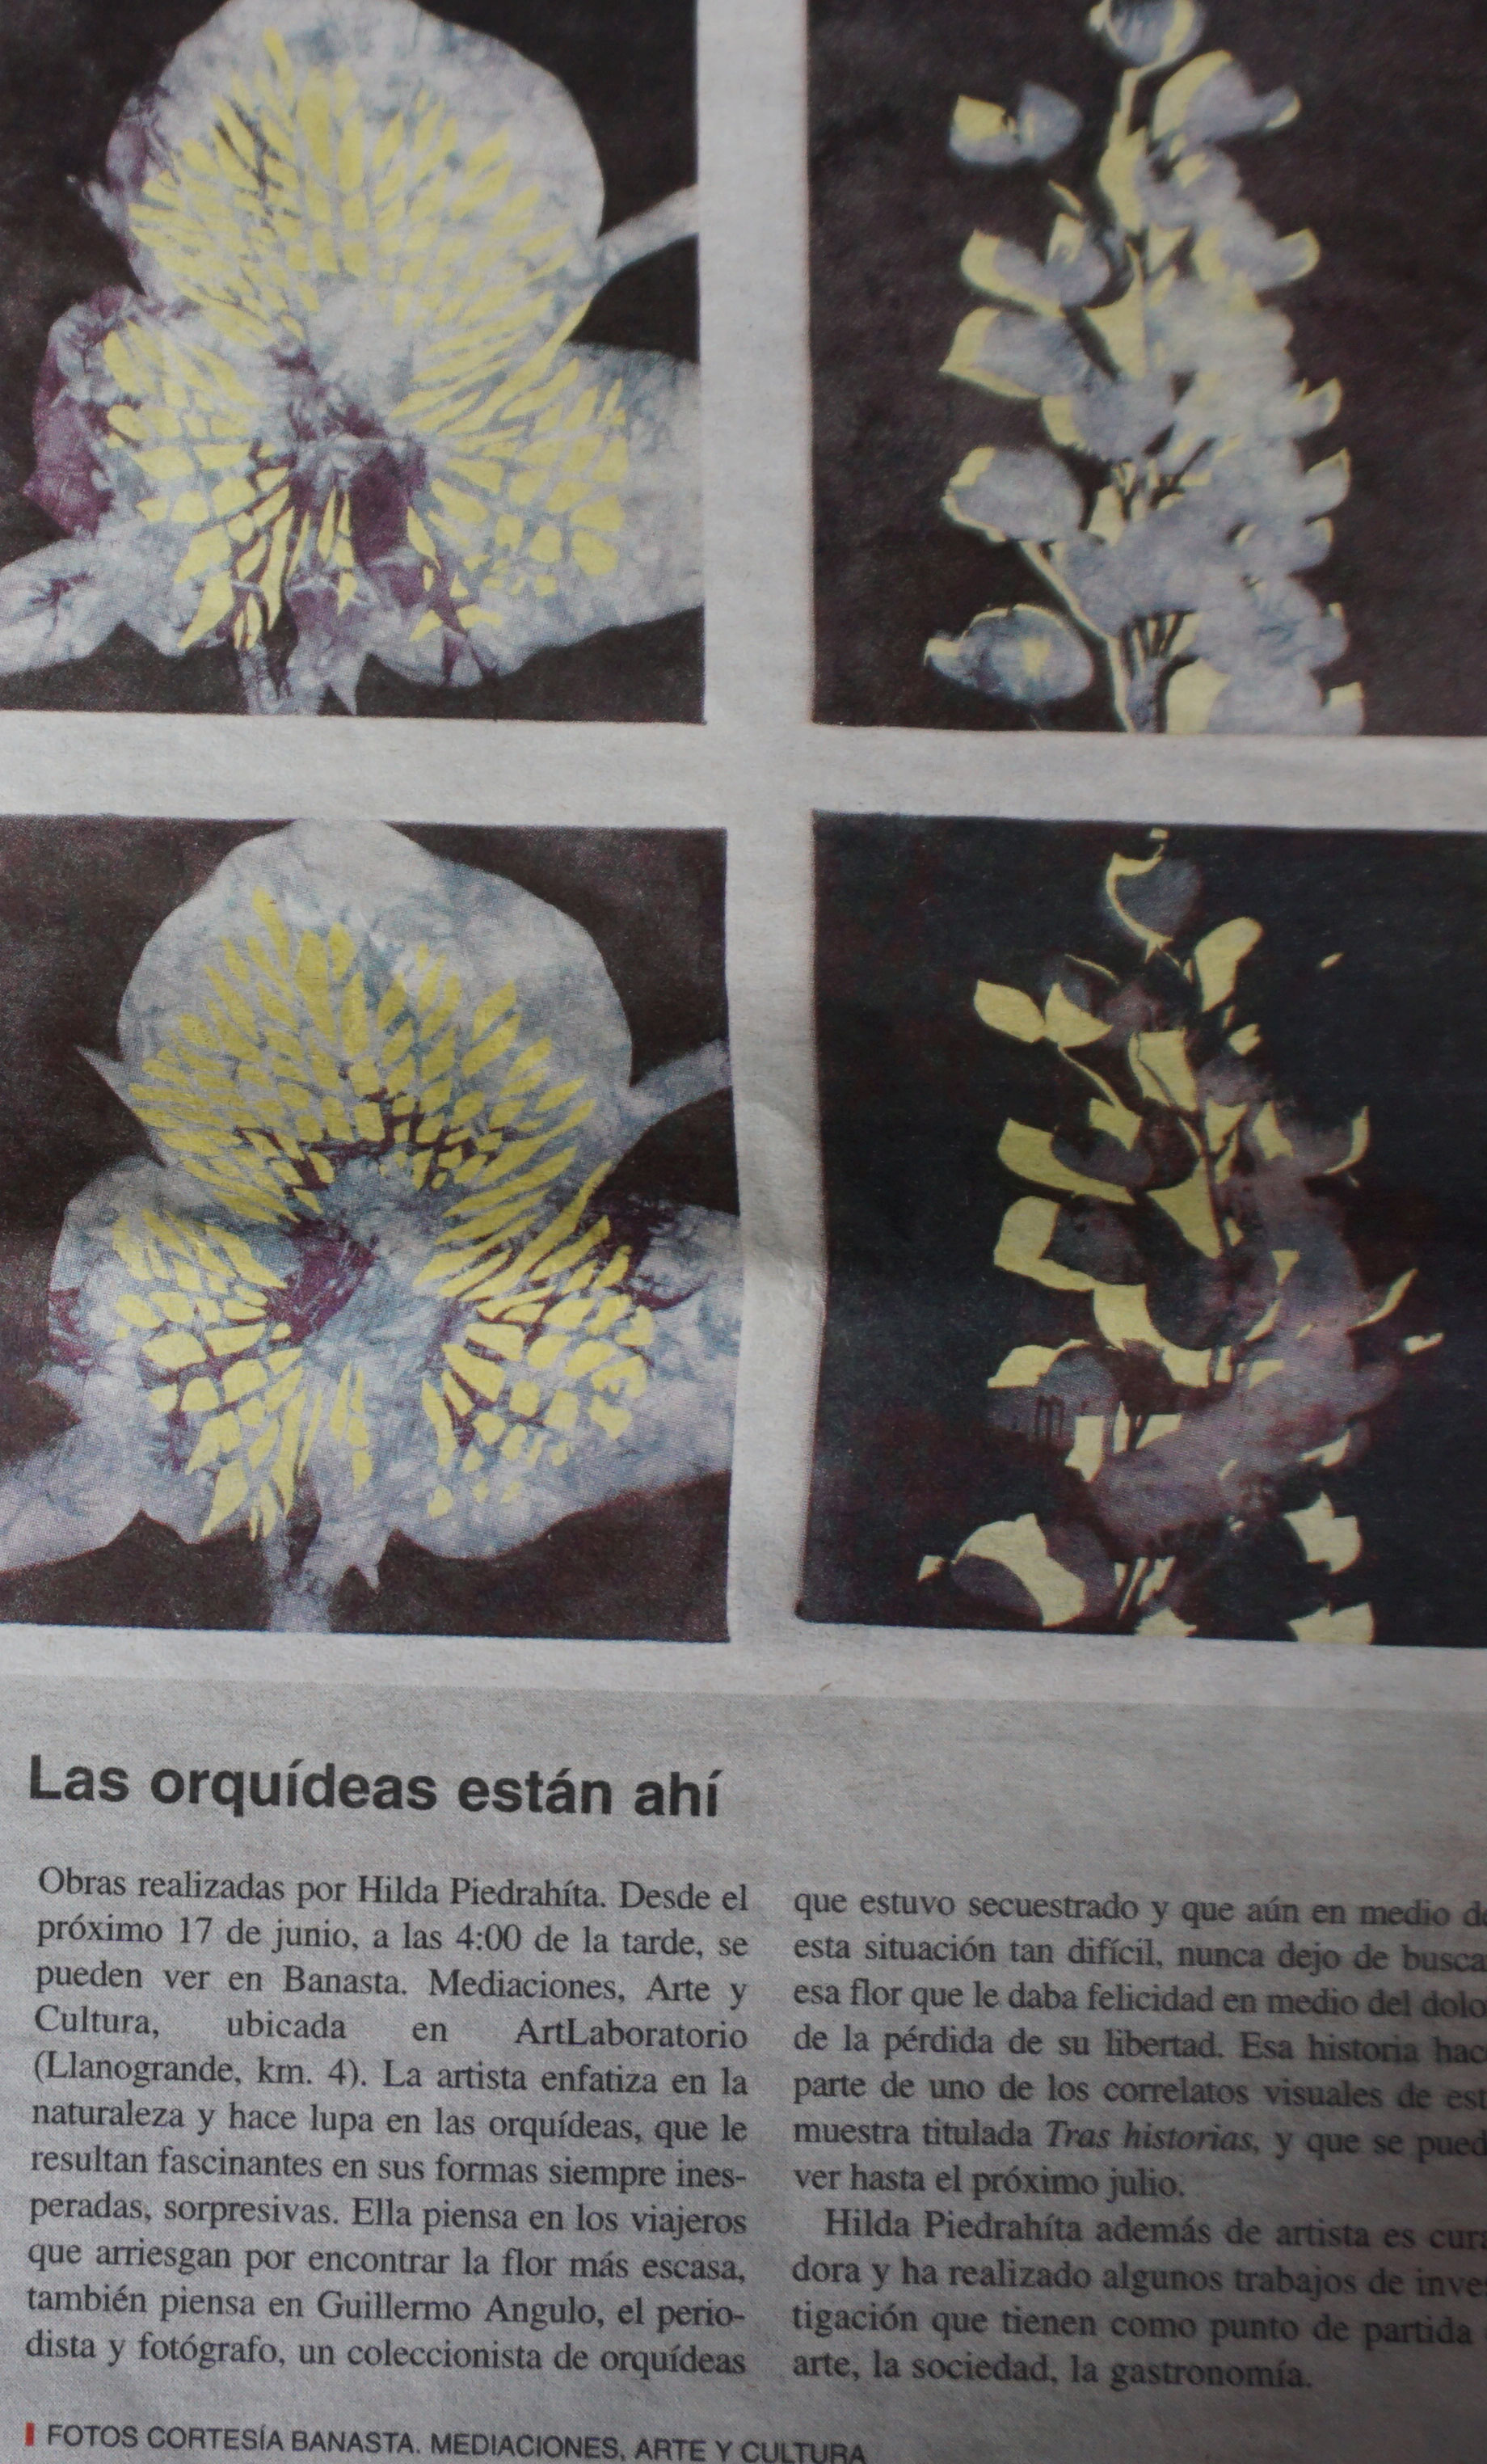 Las orquídeas están ahí
Obras realizadas por Hilda Piedrahíta. Desde el
próximo 17 de junio, a las 4:00 de la tarde, se
pueden ver en Banasta. Mediaciones, Arte y
Cultura, ubicada en ArtLaboratorio
(Llanogrande, km. 4). La artista enfatiza en la
naturaleza y hace lupa en las orquídeas, que le
resultan fascinantes en sus formas siempre ines-
peradas, sorpresivas. Ella piensa en los viajeros
que arriesgan por encontrar la flor más escasa,
también piensa en Guillermo Angulo, el perio-
dista y fotógrafo, un coleccionista de orquídeas
que estuvo secuestrado y que aún en medio de
esta situación tan difícil, nunca dejo de busca
esa flor que le daba felicidad en medio del dolo
de la pérdida de su libertad. Esa historia hac
parte de uno de los correlatos visuales de est
muestra titulada Tras historias, y que se pued
ver hasta el próximo julio.
Hilda Piedrahíta además de artista es cura
dora y ha realizado algunos trabajos de inves
tigación que tienen como punto de partida
arte, la sociedad, la gastronomía.
FOTOS CORTESÍA BANASTA. MEDIACIONES, ARTE Y CULTURA